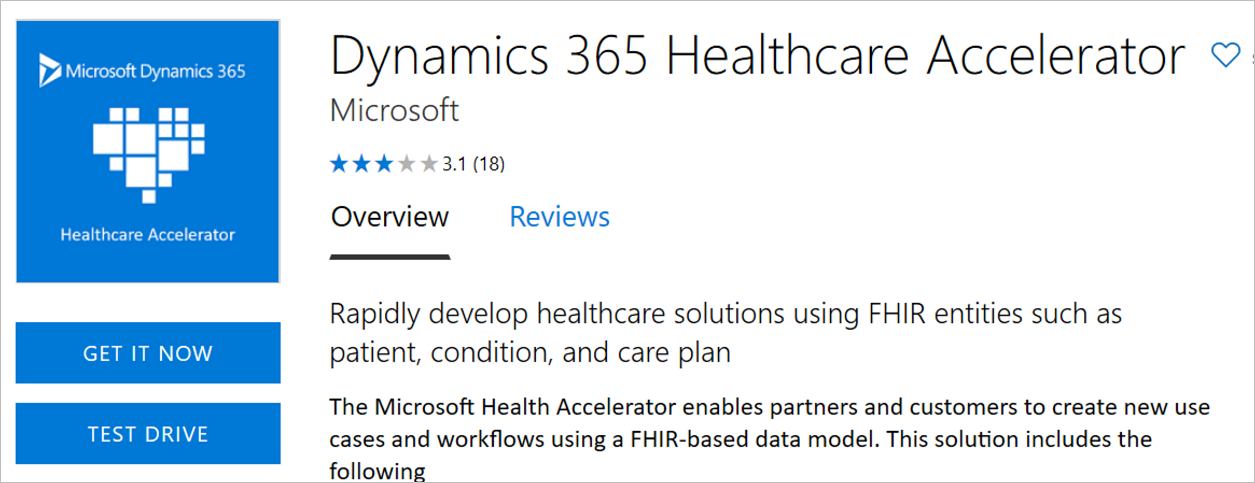 Microsoft Dynamics 365
Healthcare Accelerator
GET IT NOW
TEST DRIVE
Dynamics 365 Healthcare Accelerator
Microsoft
3.1 (18)
Overview Reviews
Rapidly develop healthcare solutions using FHIR entities such as
patient, condition, and care plan
The Microsoft Health Accelerator enables partners and customers to create new use
cases and workflows using a FHIR-based data model. This solution includes the
following